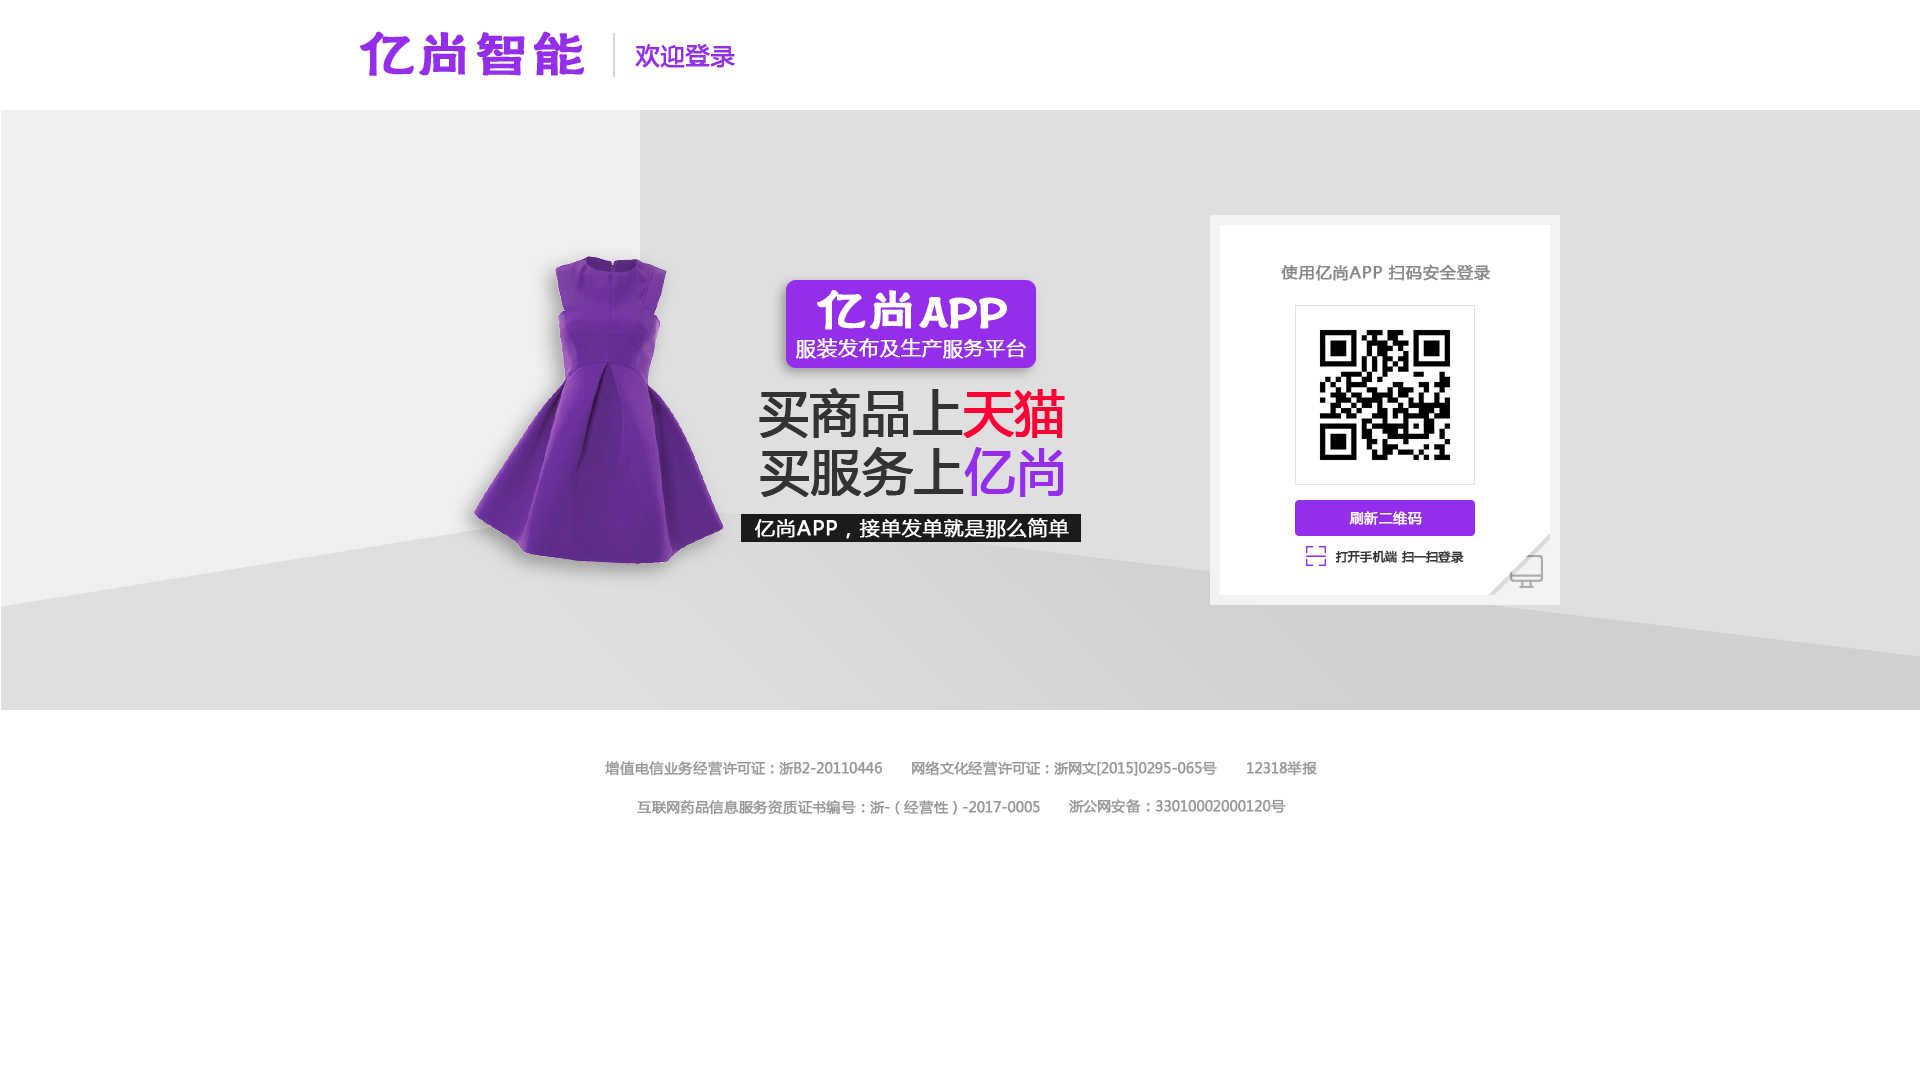 亿尚智能
欢迎登录
使用亿尚APP 扫码安全登录
亿尚APP
服装发布及生产服务平台
买商品上天猫
买服务上亿尚
亿尚APP，接单发单就是那么简单
刷新二维码
打开手机端 扫一扫登录
增值电信业务经营许可证：浙B2-20110446 网络文化经营许可证：浙网文[2015]0295-065号 12318举报
互联网药品信息服务资质证书编号：浙-（经营性）-2017-0005 浙公网安备：33010002000120号